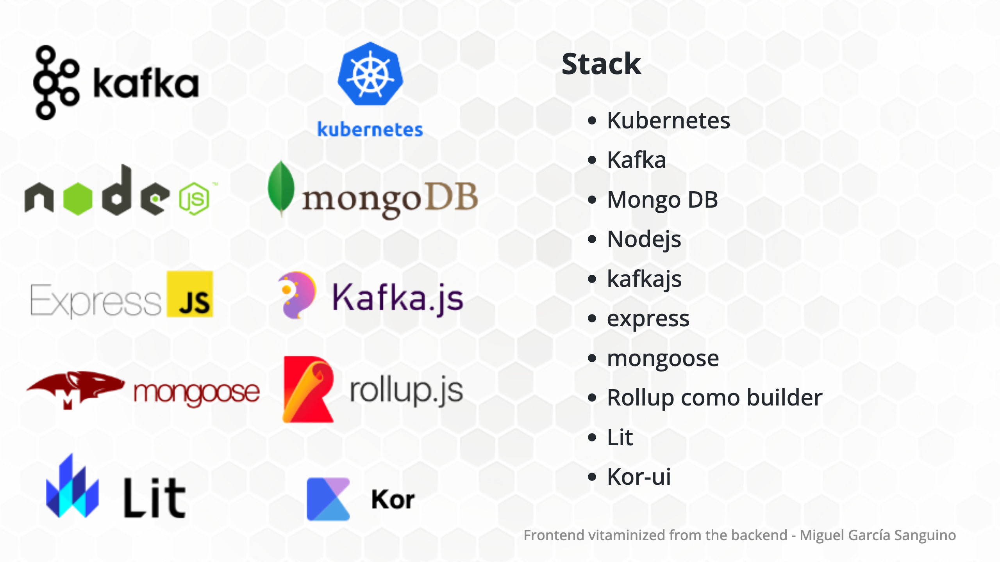 kafka
kubernetes
node JS ™
mongoDB
Express JS
Kafka.js
M mongoose
rollup.js
Lit
Kor
Stack
• Kubernetes
• Kafka
• Mongo DB
• Nodejs
• kafkajs
• express
• mongoose
• Rollup como builder
• Lit
• Kor-ui
Frontend vitaminized from the backend - Miguel García Sanguino